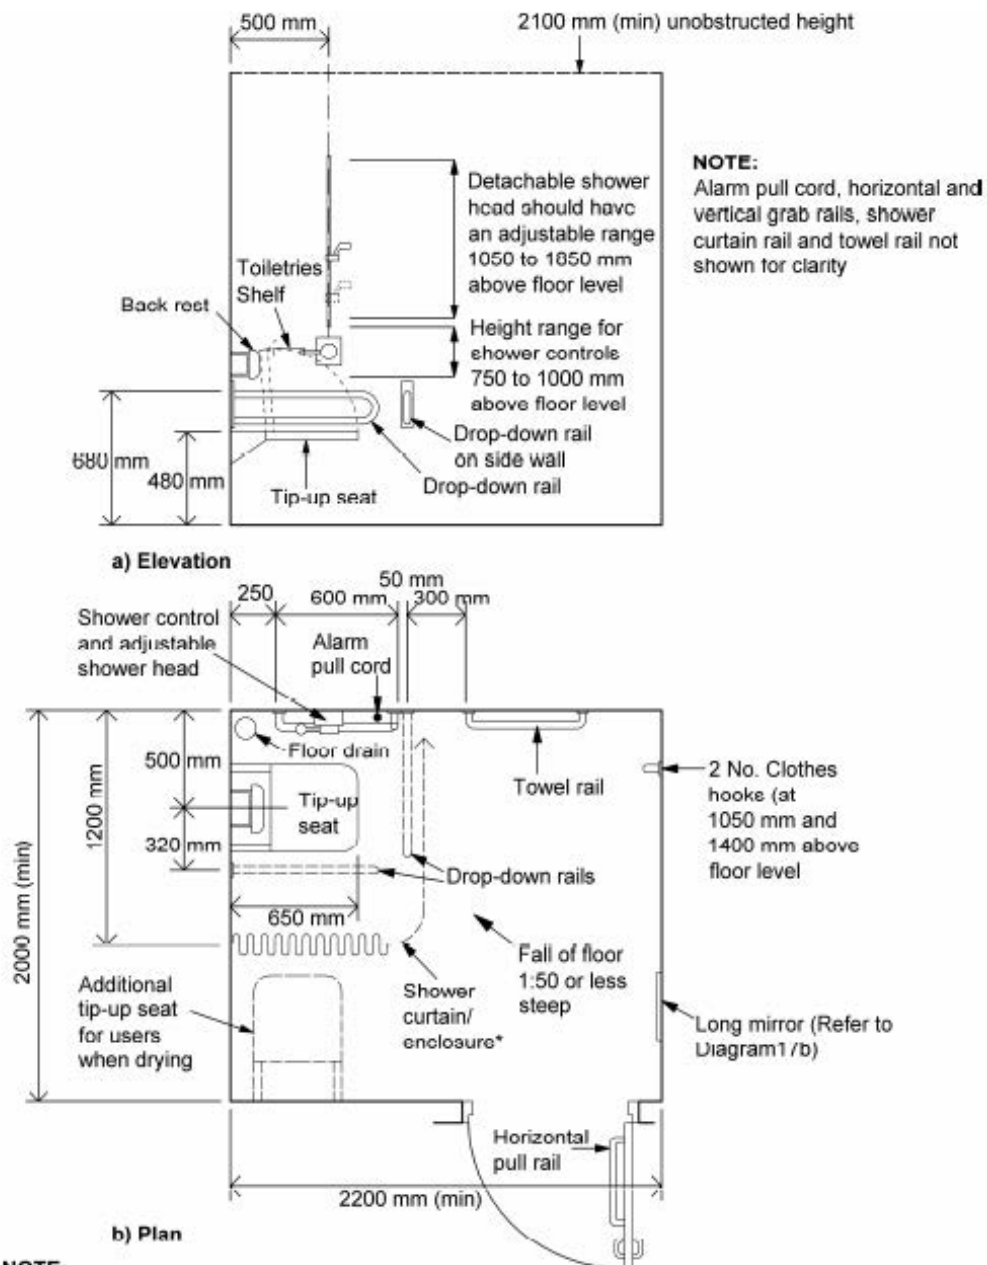 500 mm
2100 mm (min) unobstructed height
NOTE:
Alarm pull cord, horizontal and
vertical grab rails, shower
curtain rail and towel rail not
shown for clarity
Detachable shower
head should have
an adjustable range
1050 to 1850 mm
above floor level
Toiletries
Shelf
Back rest
Height range for
shower controls
750 to 1000 mm
above floor level
Drop-down rail
on side wall
Drop-down rail
680 mm
480 mm
Tip-up seat
a) Elevation
50 mm
250
600 mm
300 mm
Shower control
and adjustable
shower head
Alarm
pull cord
Floor drain
500 mm
Towel rail
2 No. Clothes
hooks (at
1050 mm and
1400 mm above
floor level
Tip-up
seat
1200 mm
320 mm
Drop-down rails
2000 mm (min)
650 mm
Fall of floor
1:50 or less
steep
Additional
tip-up seat
for users
when drying
Shower
curtain/
enclosure*
Long mirror (Refer to
Diagram17b)
Horizontal
pull rail
2200 mm (min)
b) Plan
NOTE